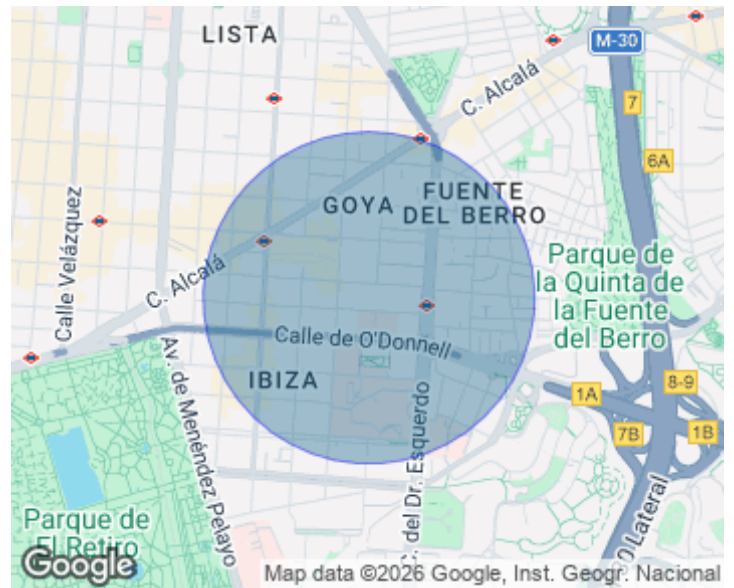 LISTA
M-30
C. Alcalá
7
6A
GOYA
FUENTE
DEL BERRO
Calle Velázquez
C. Alcalá
Parque de
la Quinta de
la Fuente
del Berro
Calle de O'Donnell
Av. de Menéndez Pelayo
IBIZA
1A
8-9
7B
1B
C. del Dr. Esquerdo
O Lateral
Parque de
El Retiro
Google
Map data ©2026 Google, Inst. Geogr. Nacional